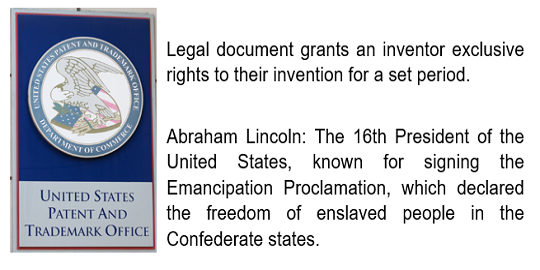 UNITED STATES PATENT AND TRADEMARK OFFICE
DEPARTMENT OF COMMERCE
UNITED STATES
PATENT AND
TRADEMARK OFFICE
Legal document grants an inventor exclusive
rights to their invention for a set period.
Abraham Lincoln: The 16th President of the
United States, known for signing the
Emancipation Proclamation, which declared
the freedom of enslaved people in the
Confederate states.